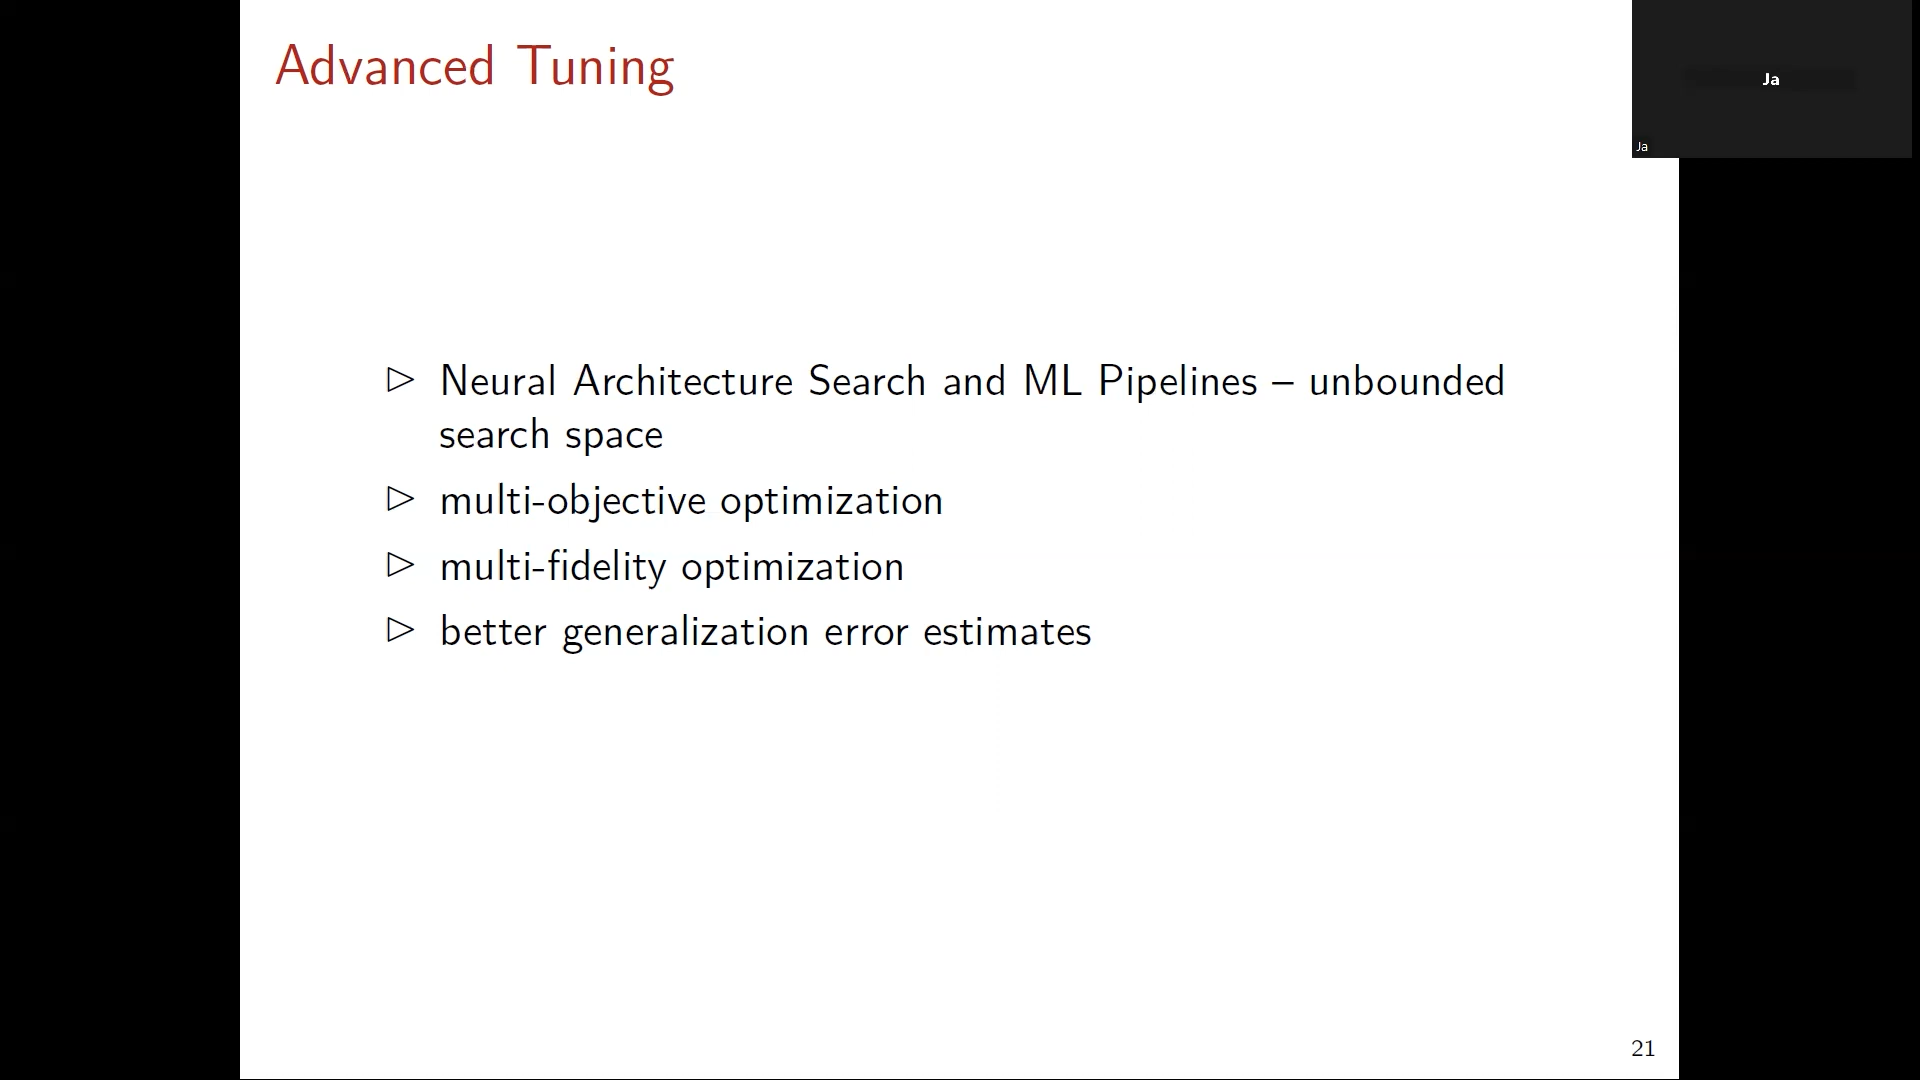 Advanced Tuning
Ja
Ja
▷ Neural Architecture Search and ML Pipelines – unbounded
search space
▷ multi-objective optimization
▷ multi-fidelity optimization
▷ better generalization error estimates
21